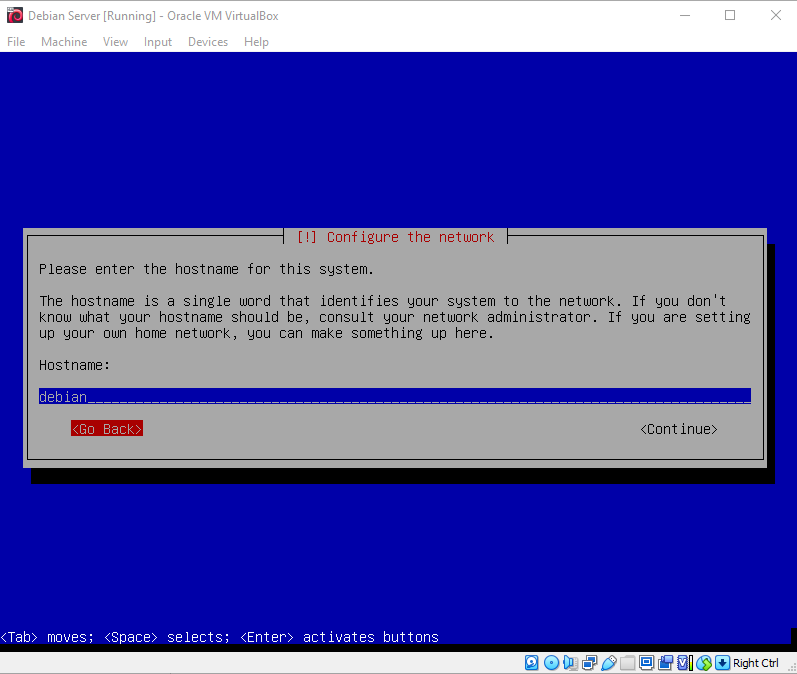 Debian Server [Running] - Oracle VM VirtualBox
File Machine View Input Devices Help
[!] Configure the network
Please enter the hostname for this system.
The hostname is a single word that identifies your system to the network. If you don't
know what your hostname should be, consult your network administrator. If you are setting
up your own home network, you can make something up here.
Hostname:
debian
<Go Back> <Continue>
<Tab> moves; <Space> selects; <Enter> activates buttons
Right Ctrl